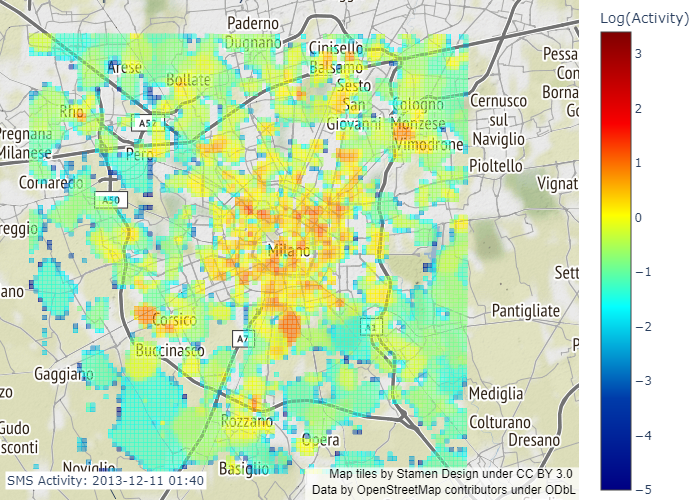 Log(Activity)
3
2
1
0
−1
−2
−3
−4
−5
Paderno
Dugnano
Cinisello
Balsamo
Arese
Bollate
Sesto
San
Giovanni
Cologno
Monzese
Cernusco
sul
Naviglio
Pessa
Con
Borna
Go
Rho
A52
Pregnana
Milanese
Pero
Vimodrone
Pioltello
Cornaredo
A50
Vignat
reggio
Milano
Sett
ano
Pantigliate
Corsico
A7
A1
Buccinasco
P
Gaggiano
zo
Mediglia
Rozzano
Colturano
Dresano
Gudo
sconti
Opera
Noviglio
Basiglio
SMS Activity: 2013-12-11 01:40
Map tiles by Stamen Design under CC BY 3.0
Data by OpenStreetMap contributors under ODbL